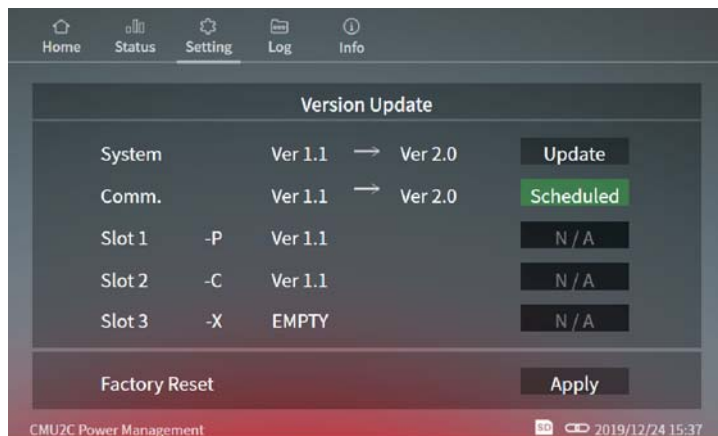 Home Status Setting Log Info
Version Update
System Ver 1.1 → Ver 2.0 Update
Comm. Ver 1.1 → Ver 2.0 Scheduled
Slot 1 -P Ver 1.1 N/A
Slot 2 -C Ver 1.1 N/A
Slot 3 -X EMPTY N/A
Factory Reset Apply
CMU2C Power Management SD 2019/12/24 15:37